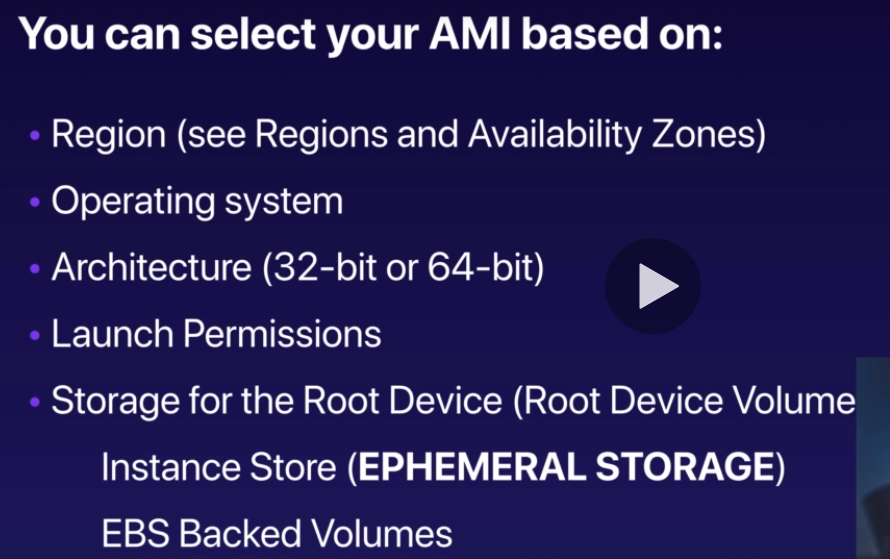 You can select your AMI based on:
• Region (see Regions and Availability Zones)
• Operating system
• Architecture (32-bit or 64-bit)
• Launch Permissions
• Storage for the Root Device (Root Device Volume
Instance Store (EPHEMERAL STORAGE)
EBS Backed Volumes